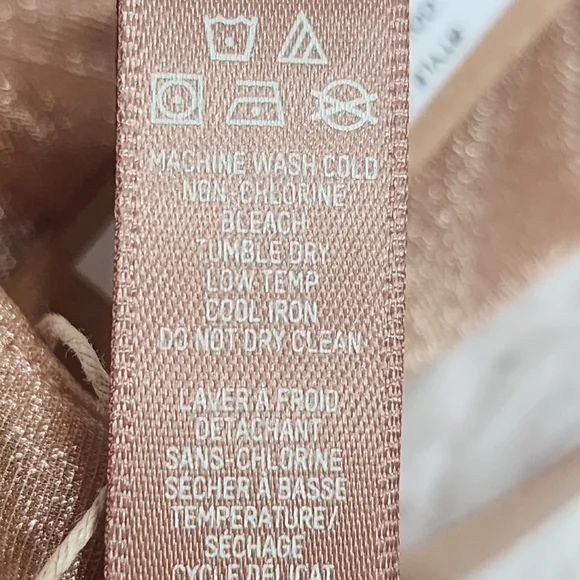 MACHINE WASH COLD
NON-CHLORINE
BLEACH
TUMBLE DRY
LOW TEMP
COOL IRON
DO NOT DRY CLEAN
LAVER À FROID
DÉTACHANT
SANS-CHLORINE
SÉCHER À BASSE
TEMPÉRATURE/
SÉCHAGE
CYCLE DÉLICAT
STYLE